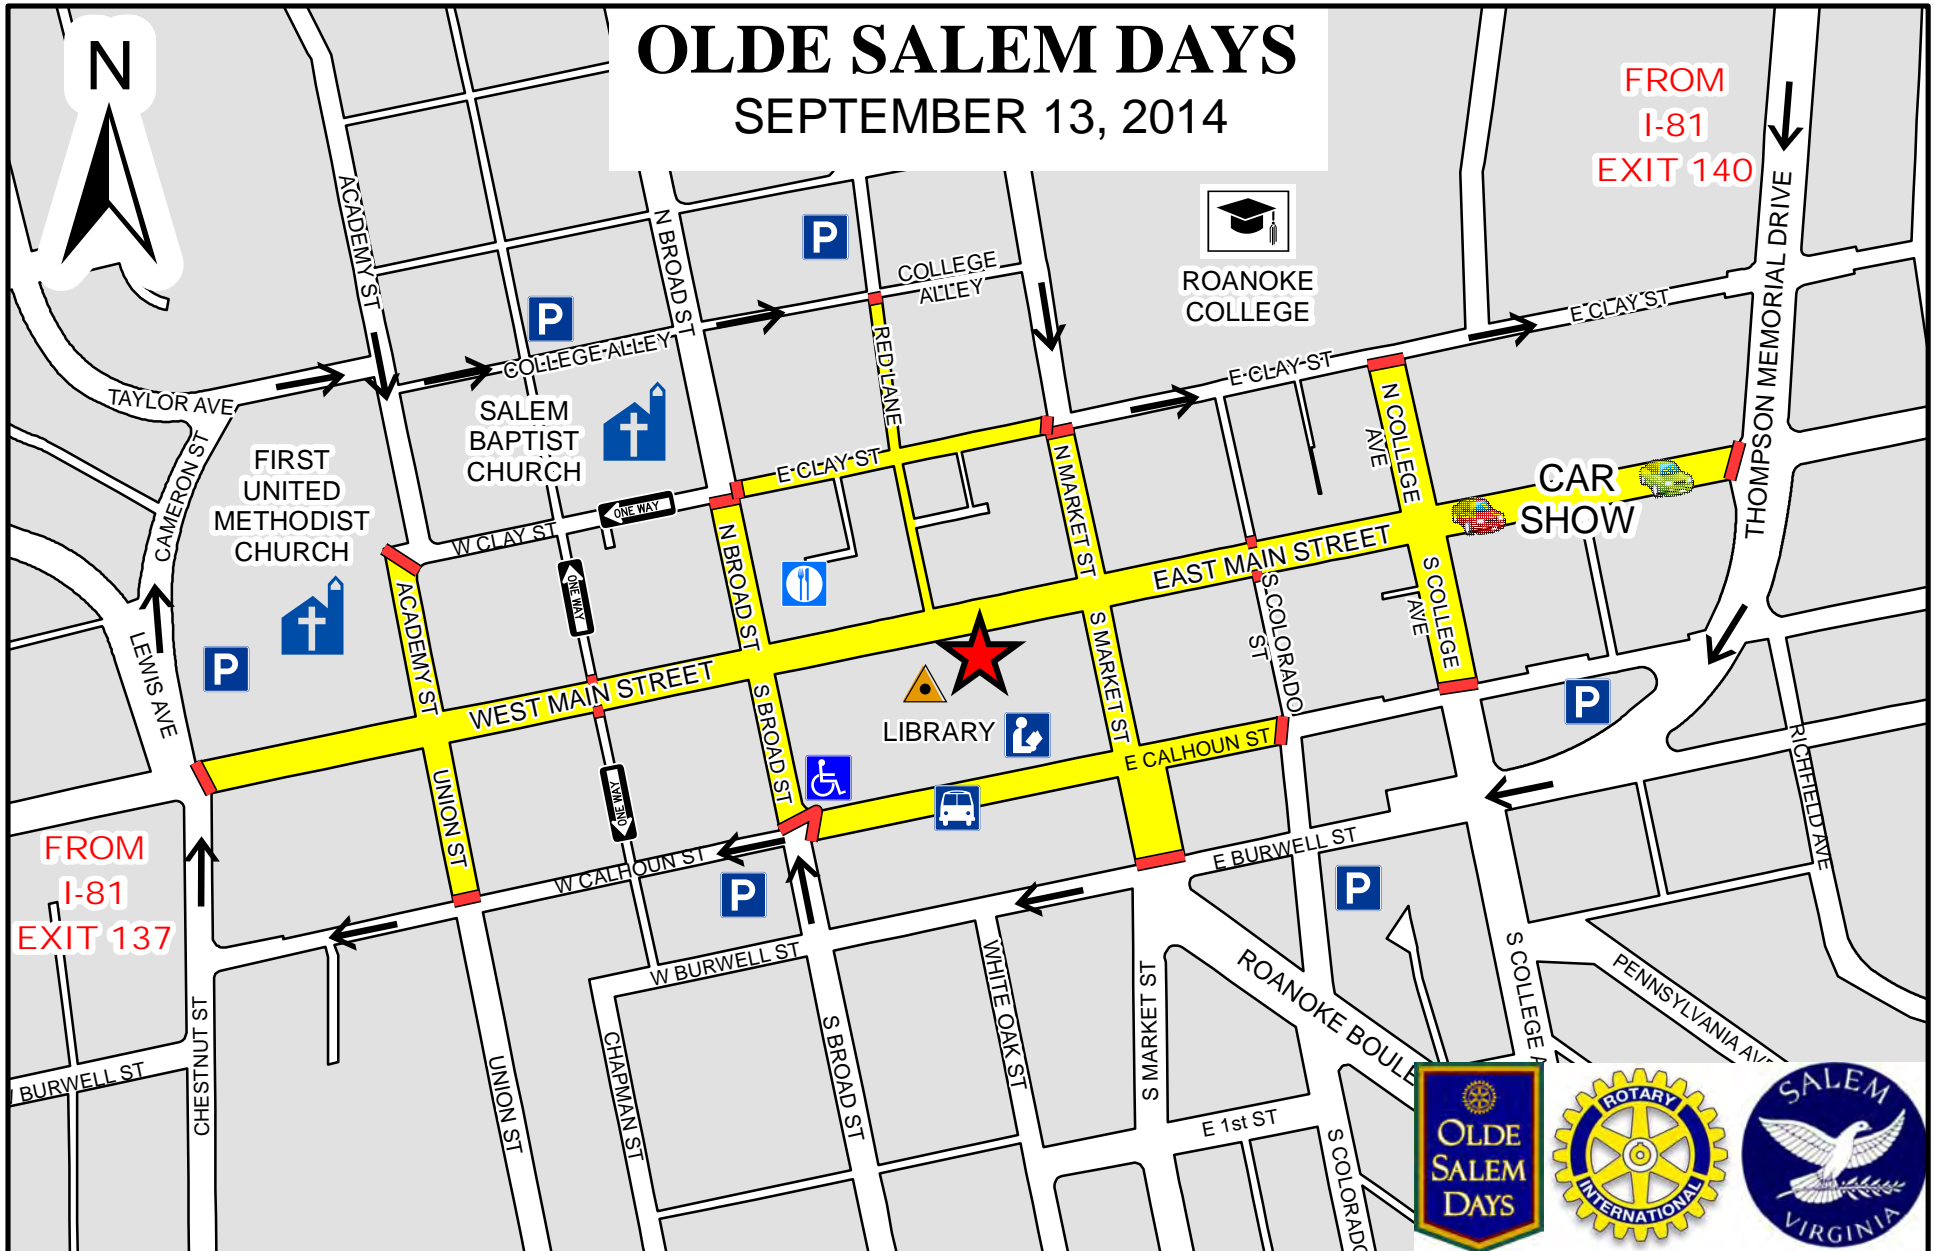 OLDE SALEM DAYS
SEPTEMBER 13, 2014
N
FROM
I-81
EXIT 140
THOMPSON MEMORIAL DRIVE
ACADEMY ST
N BROAD ST
P
COLLEGE
ALLEY
ROANOKE
COLLEGE
E CLAY ST
P
COLLEGE ALLEY
RED LANE
E CLAY ST
TAYLOR AVE
SALEM
BAPTIST
CHURCH
N COLLEGE
AVE
CAMERON ST
FIRST
UNITED
METHODIST
CHURCH
E CLAY ST
N MARKET ST
CAR
SHOW
ONE WAY
W CLAY ST
N BROAD ST
EAST MAIN STREET
ONE WAY
ACADEMY ST
S COLORADO
ST
S COLLEGE
AVE
LEWIS AVE
P
S MARKET ST
WEST MAIN STREET
S BROAD ST
LIBRARY
P
E CALHOUN ST
RICHFIELD AVE
UNION ST
ONE WAY
FROM
I-81
EXIT 137
W CALHOUN ST
P
E BURWELL ST
P
W BURWELL ST
WHITE OAK ST
S MARKET ST
ROANOKE BOULE
S COLLEGE A
PENNSYLVANIA AVE
CHESTNUT ST
W BURWELL ST
UNION ST
CHAPMAN ST
S BROAD ST
E 1st ST
S COLORADO
OLDE
SALEM
DAYS
ROTARY
INTERNATIONAL
SALEM
VIRGINIA